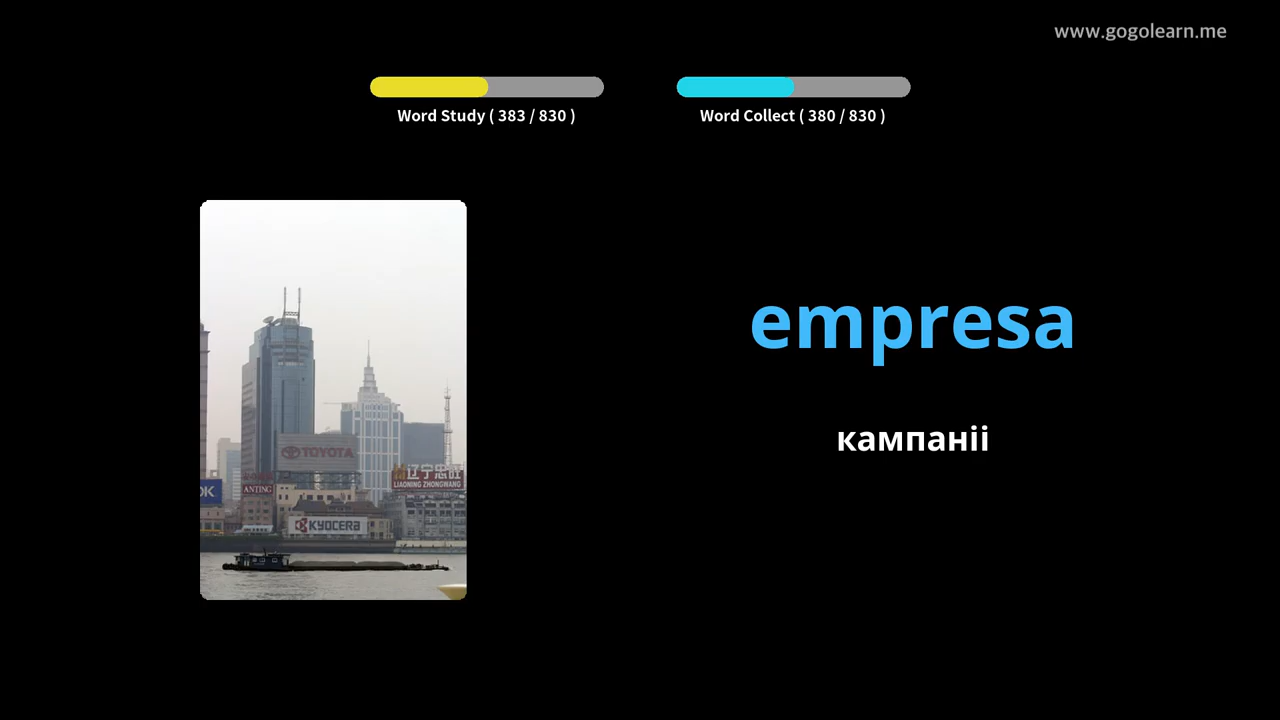 www.gogolearn.me
Word Study ( 383 / 830 )
Word Collect ( 380 / 830 )
empresa
кампаніі
TOYOTA
OK
ANTING
辽宁忠旺
LIAONING ZHONGWANG
KYOCERA